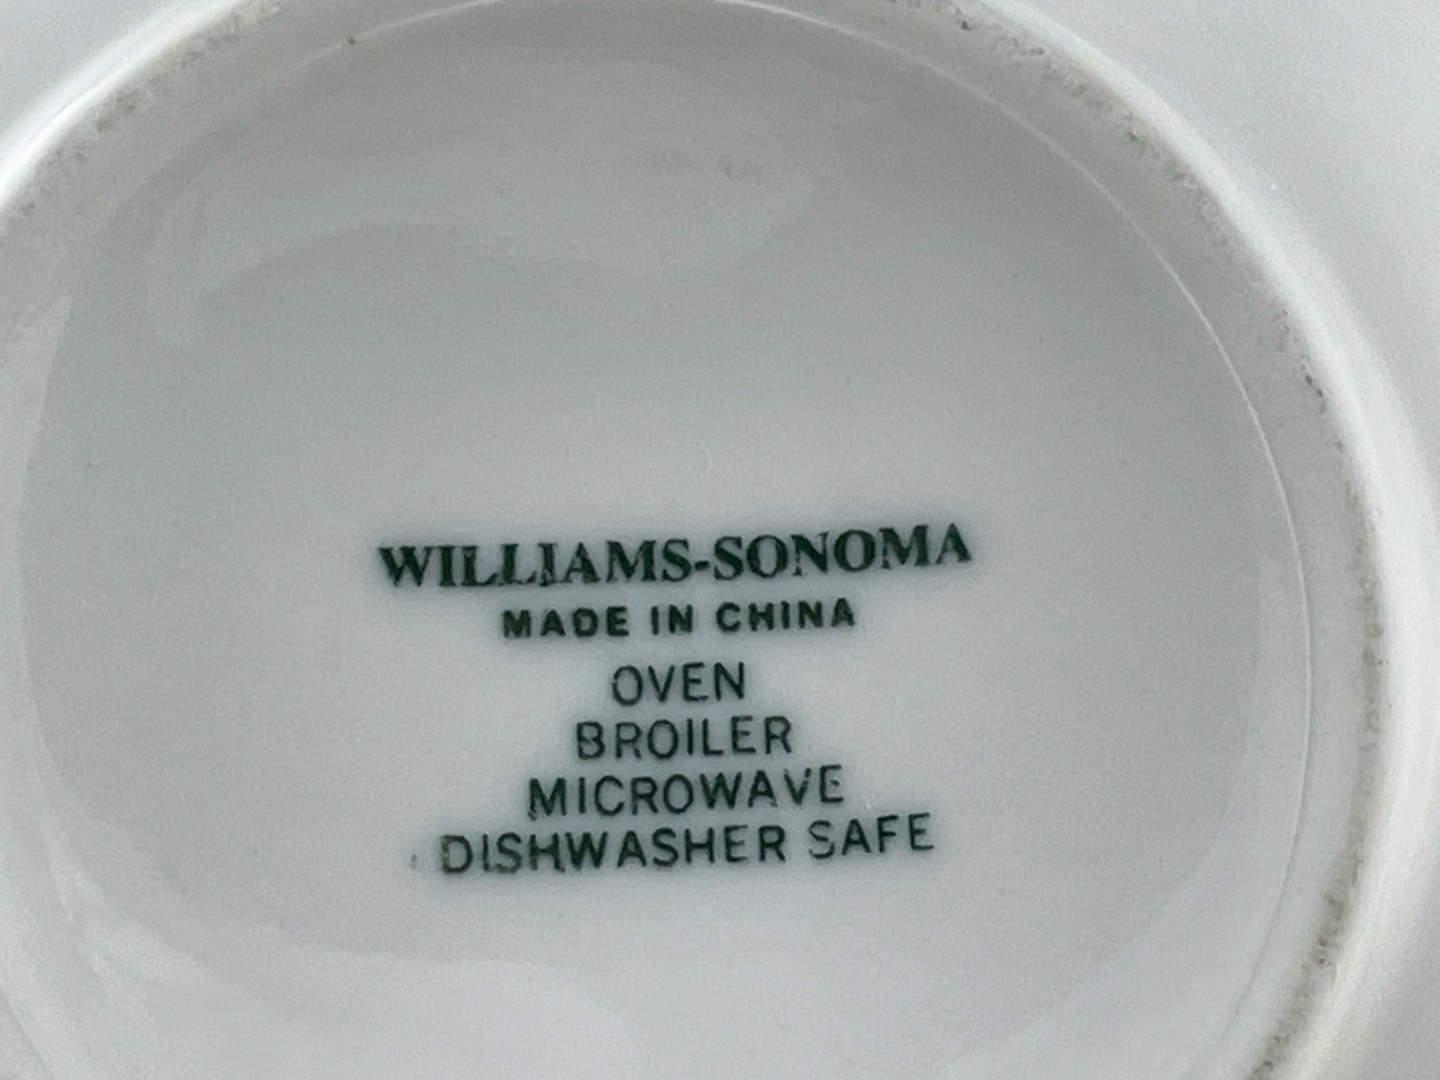 WILLIAMS-SONOMA
MADE IN CHINA
OVEN
BROILER
MICROWAVE
DISHWASHER SAFE